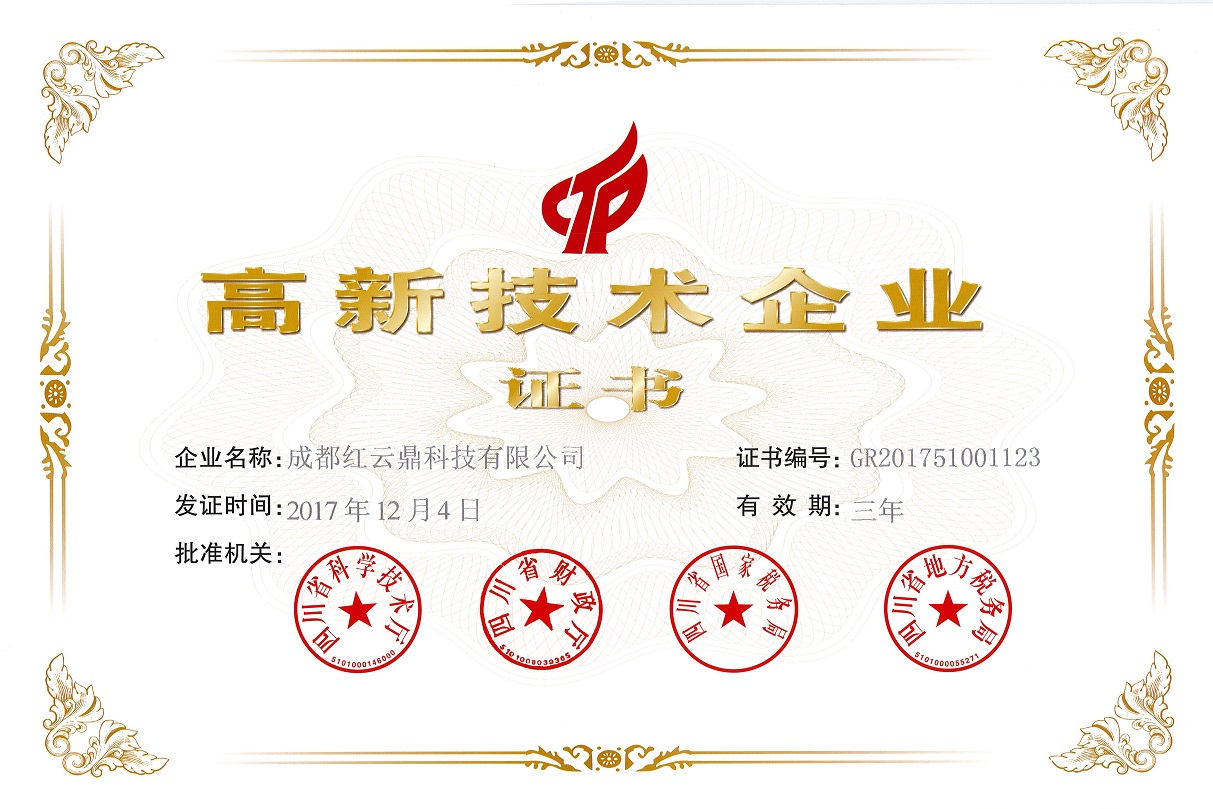 高新技术企业
证书
企业名称:成都红云鼎科技有限公司
证书编号: GR201751001123
发证时间:2017年12月4日
有效期: 三年
批准机关:
四川省科学技术厅
5101000146000
四川省财政厅
5101008039365
四川省国家税务局
四川省地方税务局
5101000055271